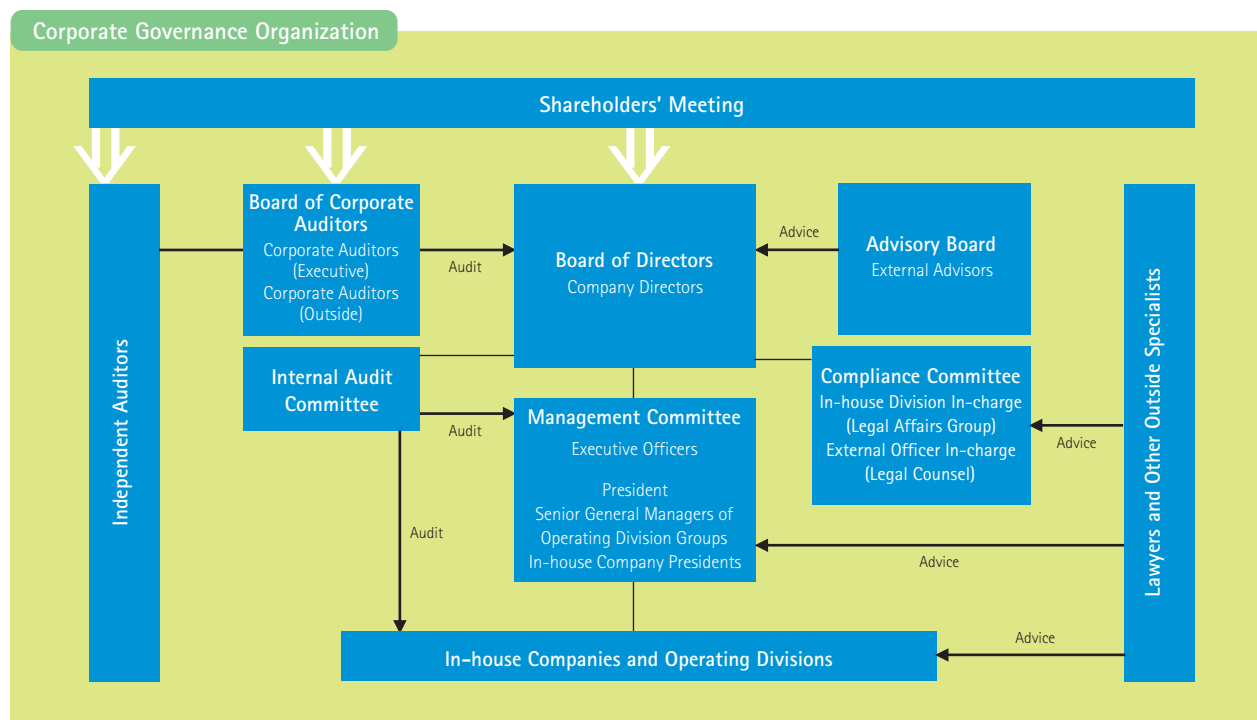 Corporate Governance Organization
Shareholders' Meeting
Independent Auditors
Board of Corporate
Auditors
Corporate Auditors
(Executive)
Corporate Auditors
(Outside)
Audit
Board of Directors
Company Directors
Advice
Advisory Board
External Advisors
Lawyers and Other Outside Specialists
Internal Audit
Committee
Audit
Management Committee
Executive Officers
President
Senior General Managers of
Operating Division Groups
In-house Company Presidents
Compliance Committee
In-house Division In-charge
(Legal Affairs Group)
External Officer In-charge
(Legal Counsel)
Advice
Audit
Advice
In-house Companies and Operating Divisions
Advice